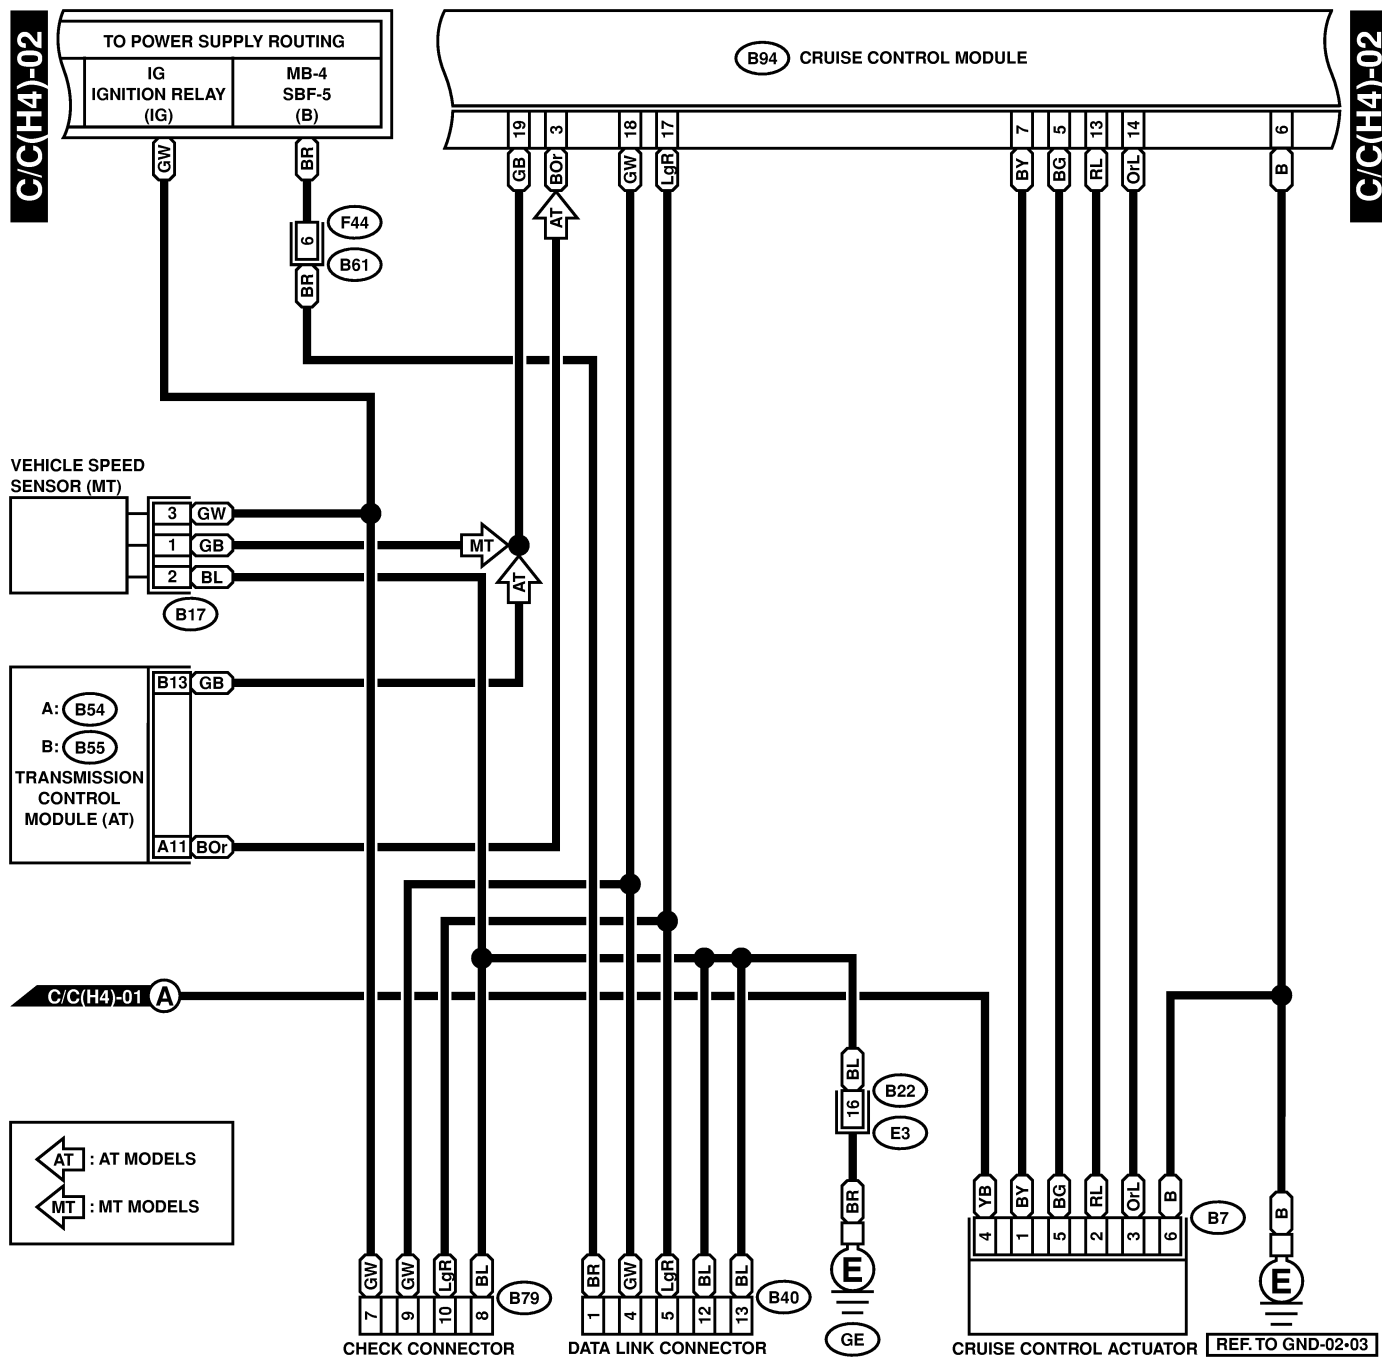 C/C(H4)-02
TO POWER SUPPLY ROUTING
IG
IGNITION RELAY
(IG)
MB-4
SBF-5
(B)
B94 CRUISE CONTROL MODULE
C/C(H4)-02
19 3 18 17 7 5 13 14 6
GW BR GB BOr GW LgR BY BG RL OrL B
AT
6
F44
B61
BR
VEHICLE SPEED
SENSOR (MT)
3 GW
1 GB
2 BL
MT
AT
B17
B13 GB
A: B54
B: B55
TRANSMISSION
CONTROL
MODULE (AT)
A11 BOr
C/C(H4)-01 A
BL
16
B22
E3
BR
E
GE
AT : AT MODELS
MT : MT MODELS
YB BY BG RL OrL B
4 1 5 2 3 6
B7
CRUISE CONTROL ACTUATOR
B
E
REF. TO GND-02•03
GW GW LgR BL
7 9 10 8
B79
CHECK CONNECTOR
BR GW LgR BL BL
1 4 5 12 13
B40
DATA LINK CONNECTOR